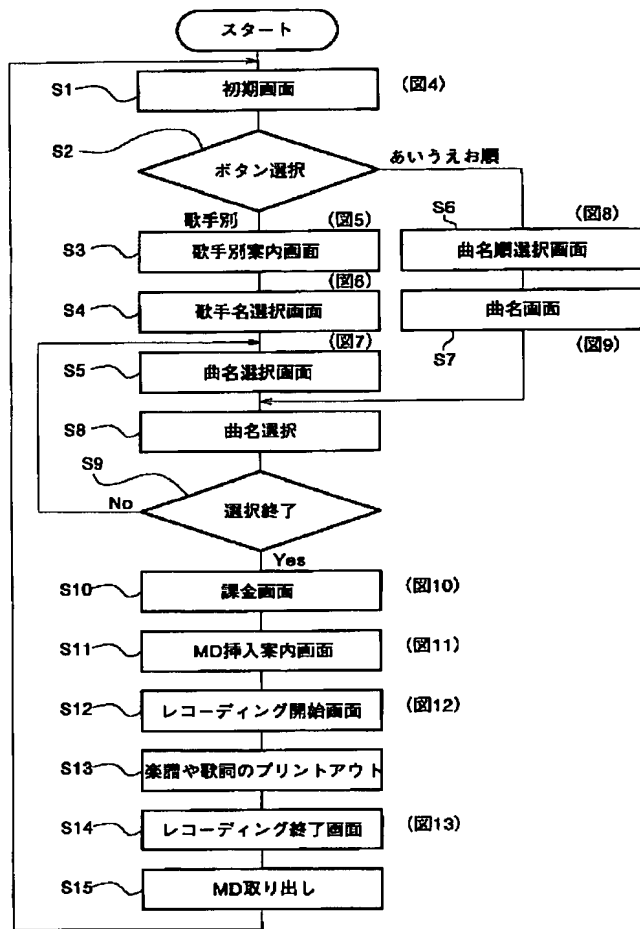 スタート
S1
初期画面
(図4)
S2
ボタン選択
あいうえお順
歌手別
(図5)
S6
(図8)
S3
歌手別案内画面
曲名順選択画面
(図6)
S4
歌手名選択画面
曲名画面
(図7)
S7
(図9)
S5
曲名選択画面
S8
曲名選択
S9
No
選択終了
Yes
S10
課金画面
(図10)
S11
MD挿入案内画面
(図11)
S12
レコーディング開始画面
(図12)
S13
楽譜や歌詞のプリントアウト
S14
レコーディング終了画面
(図13)
S15
MD取り出し